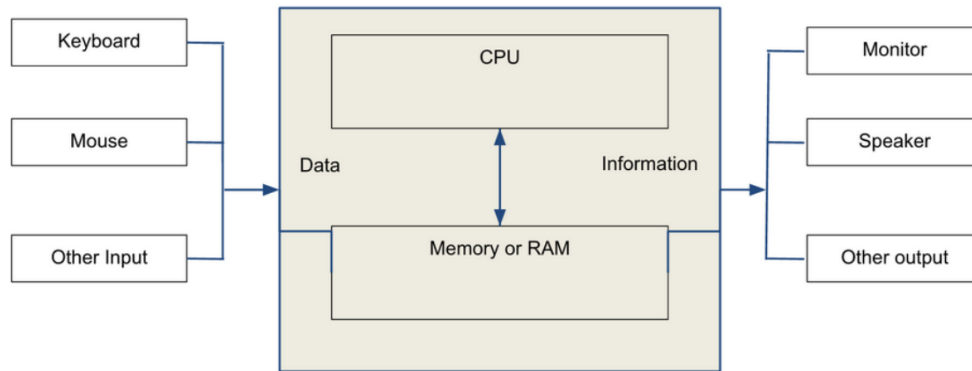 Keyboard
Mouse
Other Input
CPU
Data
Information
Memory or RAM
Monitor
Speaker
Other output